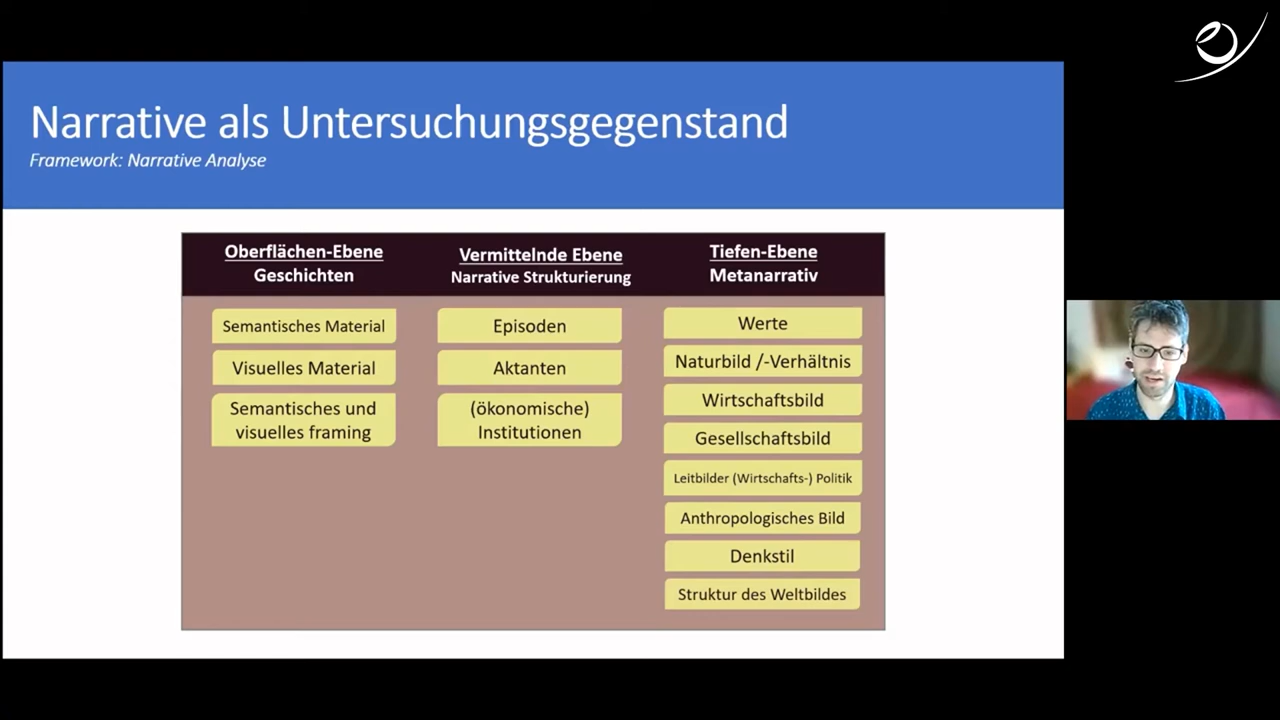 Narrative als Untersuchungsgegenstand
Framework: Narrative Analyse
Oberflächen-Ebene
Geschichten
Semantisches Material
Visuelles Material
Semantisches und
visuelles framing
Vermittelnde Ebene
Narrative Strukturierung
Episoden
Aktanten
(ökonomische)
Institutionen
Tiefen-Ebene
Metanarrativ
Werte
Naturbild /-Verhältnis
Wirtschaftsbild
Gesellschaftsbild
Leitbilder (Wirtschafts-) Politik
Anthropologisches Bild
Denkstil
Struktur des Weltbildes